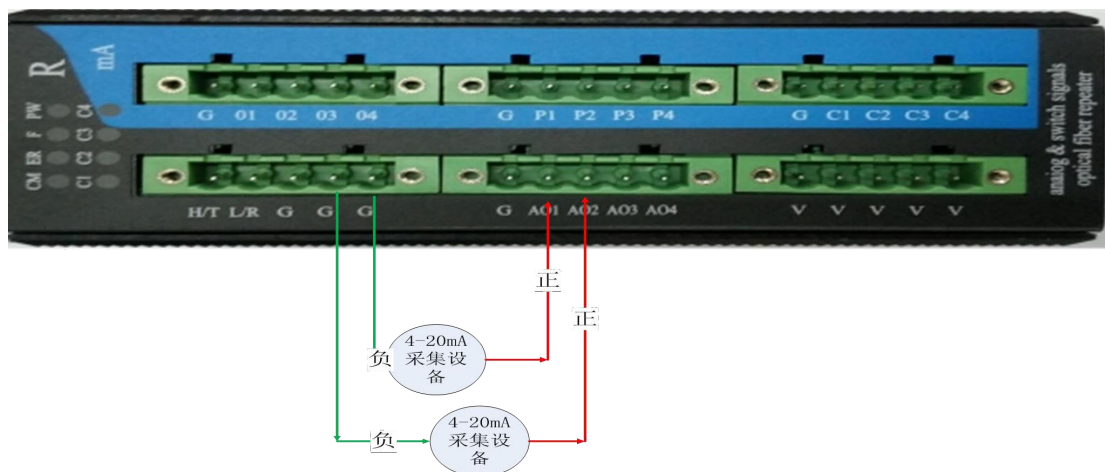 R
mA
PW C4
F C3
ER C2
CM C1
G 01 02 03 04
G P1 P2 P3 P4
G C1 C2 C3 C4
H/T L/R G G G
G AO1 AO2 AO3 AO4
V V V V V
analog & switch signals
optical fiber repeater
正
正
负
4-20mA
采集设
备
负
4-20mA
采集设
备